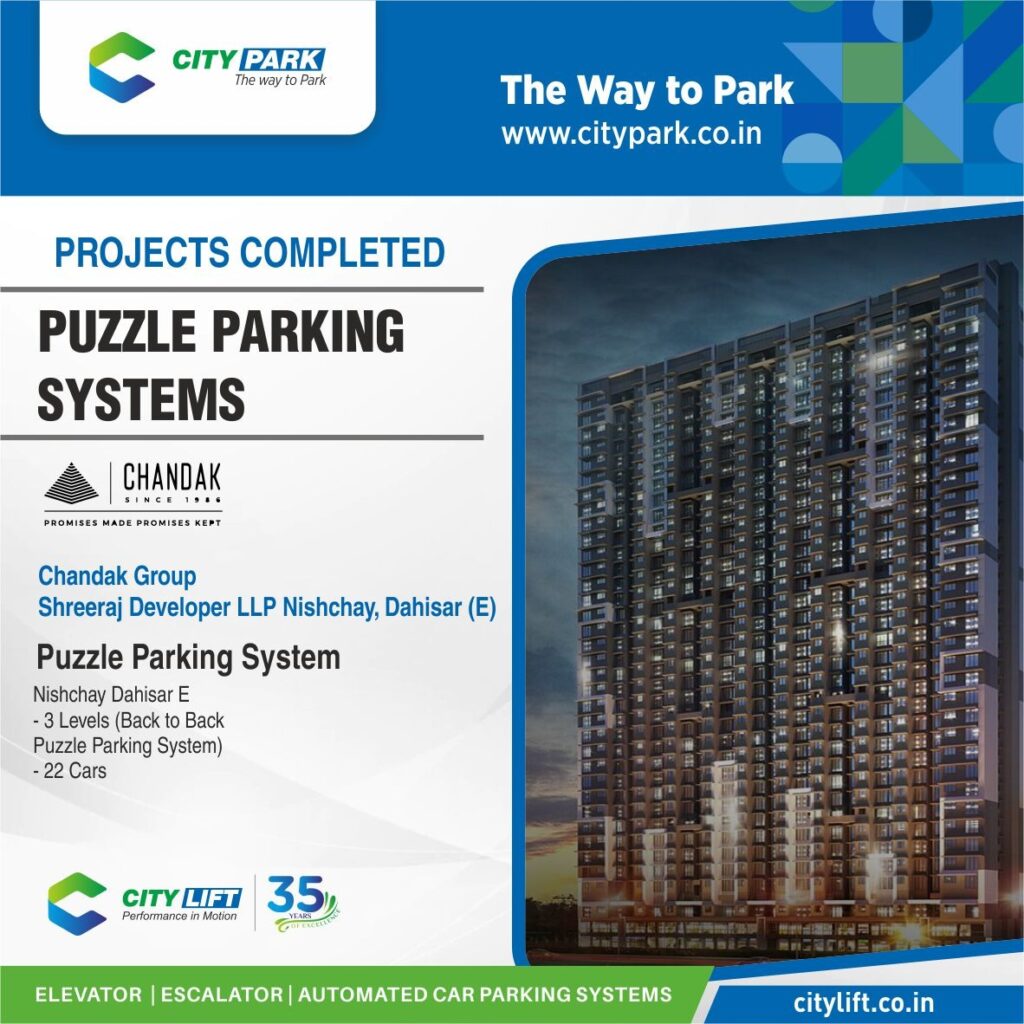 CITY PARK
The way to Park
The Way to Park
www.citypark.co.in
PROJECTS COMPLETED
PUZZLE PARKING
SYSTEMS
CHANDAK
SINCE 1986
PROMISES MADE PROMISES KEPT
Chandak Group
Shreeraj Developer LLP Nishchay, Dahisar (E)
Puzzle Parking System
Nishchay Dahisar E
- 3 Levels (Back to Back
Puzzle Parking System)
- 22 Cars
CITY LIFT
Performance in Motion
35
YEARS
OF EXCELLENCE
ELEVATOR | ESCALATOR | AUTOMATED CAR PARKING SYSTEMS
citylift.co.in